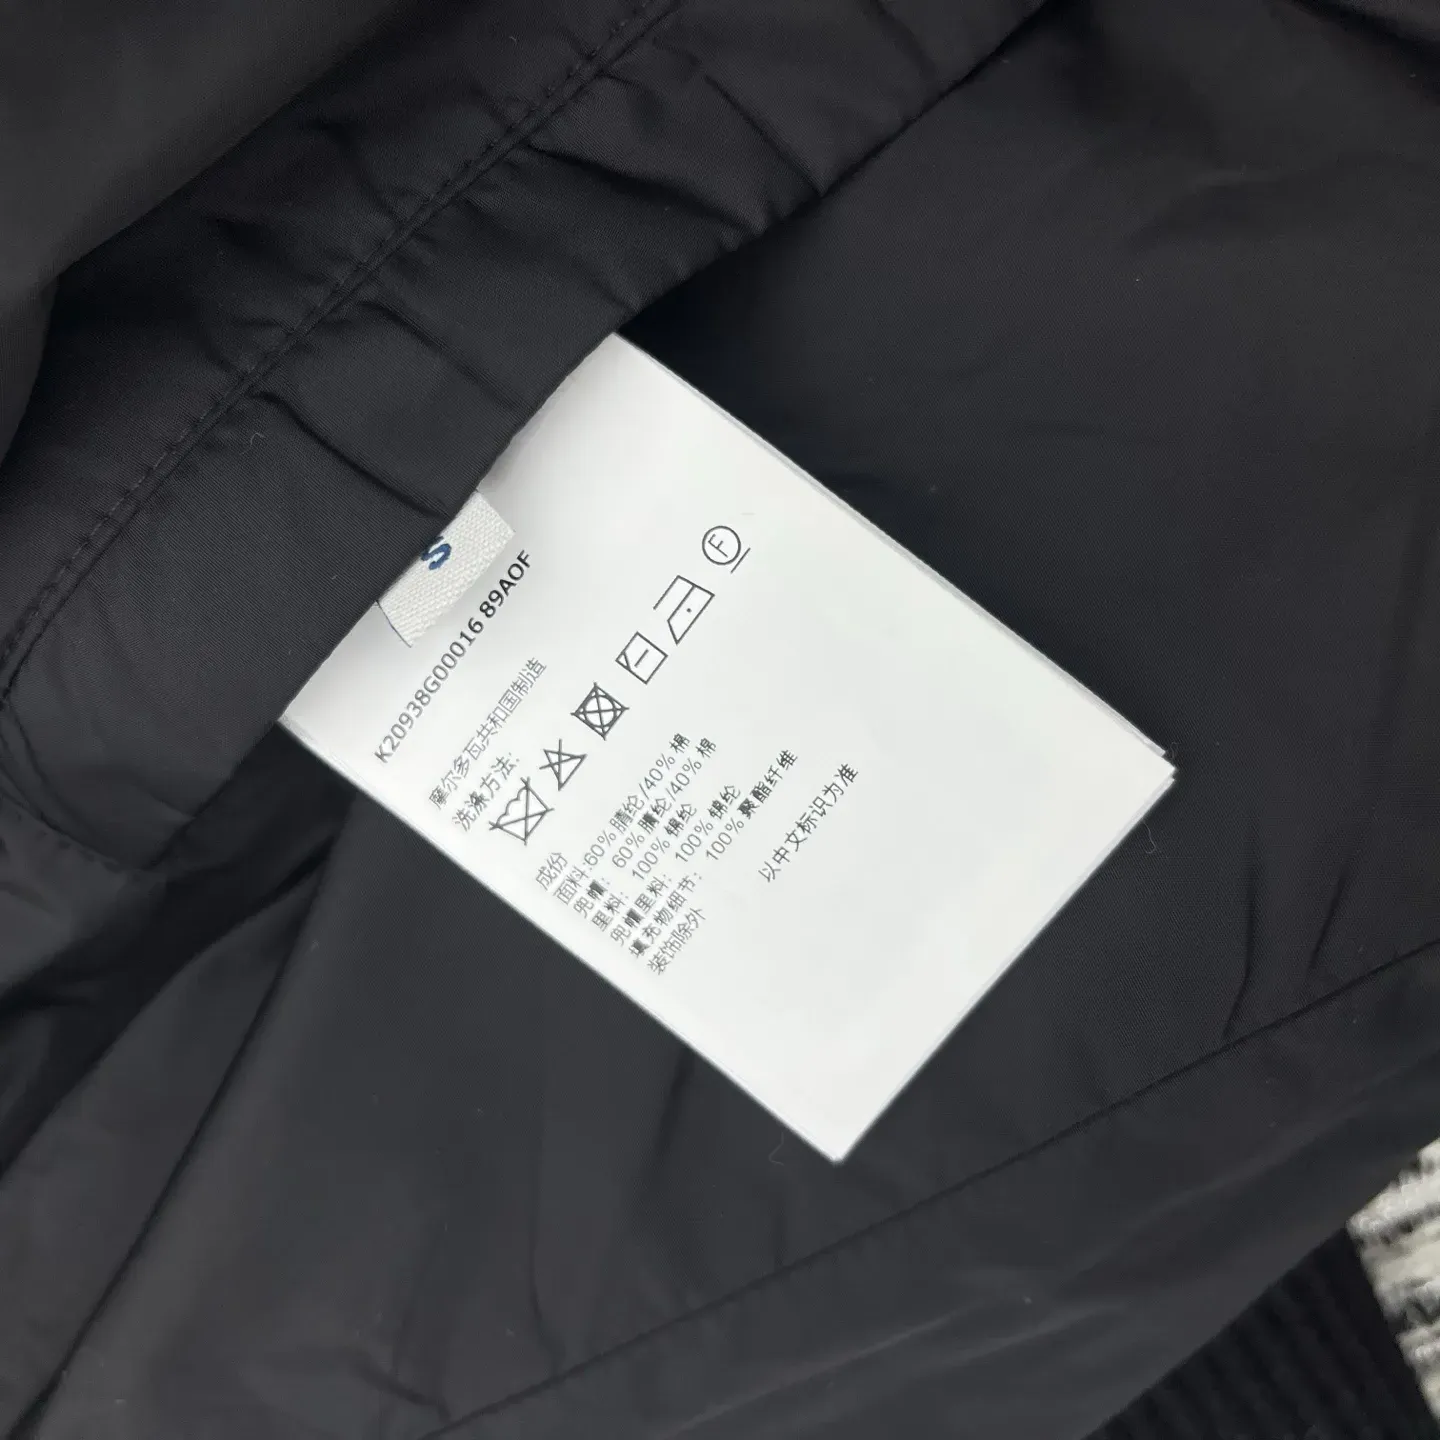 S
K20938G00016 89AOF
摩尔多瓦共和国制造
洗涤方法:
F
成份
面料:60% 腈纶/40% 棉
兜帽: 60% 腈纶/40% 棉
里料: 100% 锦纶
兜帽里料: 100% 锦纶
填充物细节: 100% 聚酯纤维
装饰除外
以中文标识为准